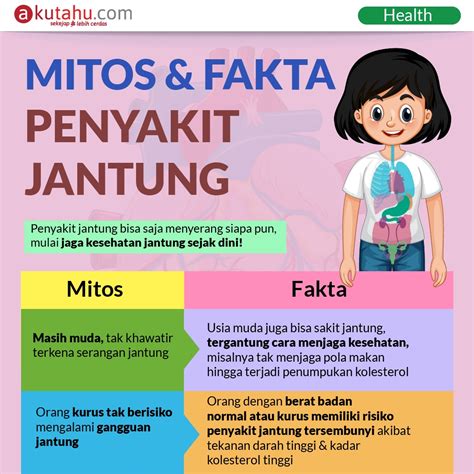 akutahu.com
sekejap lebih cerdas
Health
MITOS & FAKTA
PENYAKIT
JANTUNG
Penyakit jantung bisa saja menyerang siapa pun,
mulai jaga kesehatan jantung sejak dini!
Mitos
Fakta
Masih muda, tak khawatir
terkena serangan jantung
Usia muda juga bisa sakit jantung,
tergantung cara menjaga kesehatan,
misalnya tak menjaga pola makan
hingga terjadi penumpukan kolesterol
Orang kurus tak berisiko
mengalami gangguan
jantung
Orang dengan berat badan
normal atau kurus memiliki risiko
penyakit jantung tersembunyi akibat
tekanan darah tinggi & kadar
kolesterol tinggi